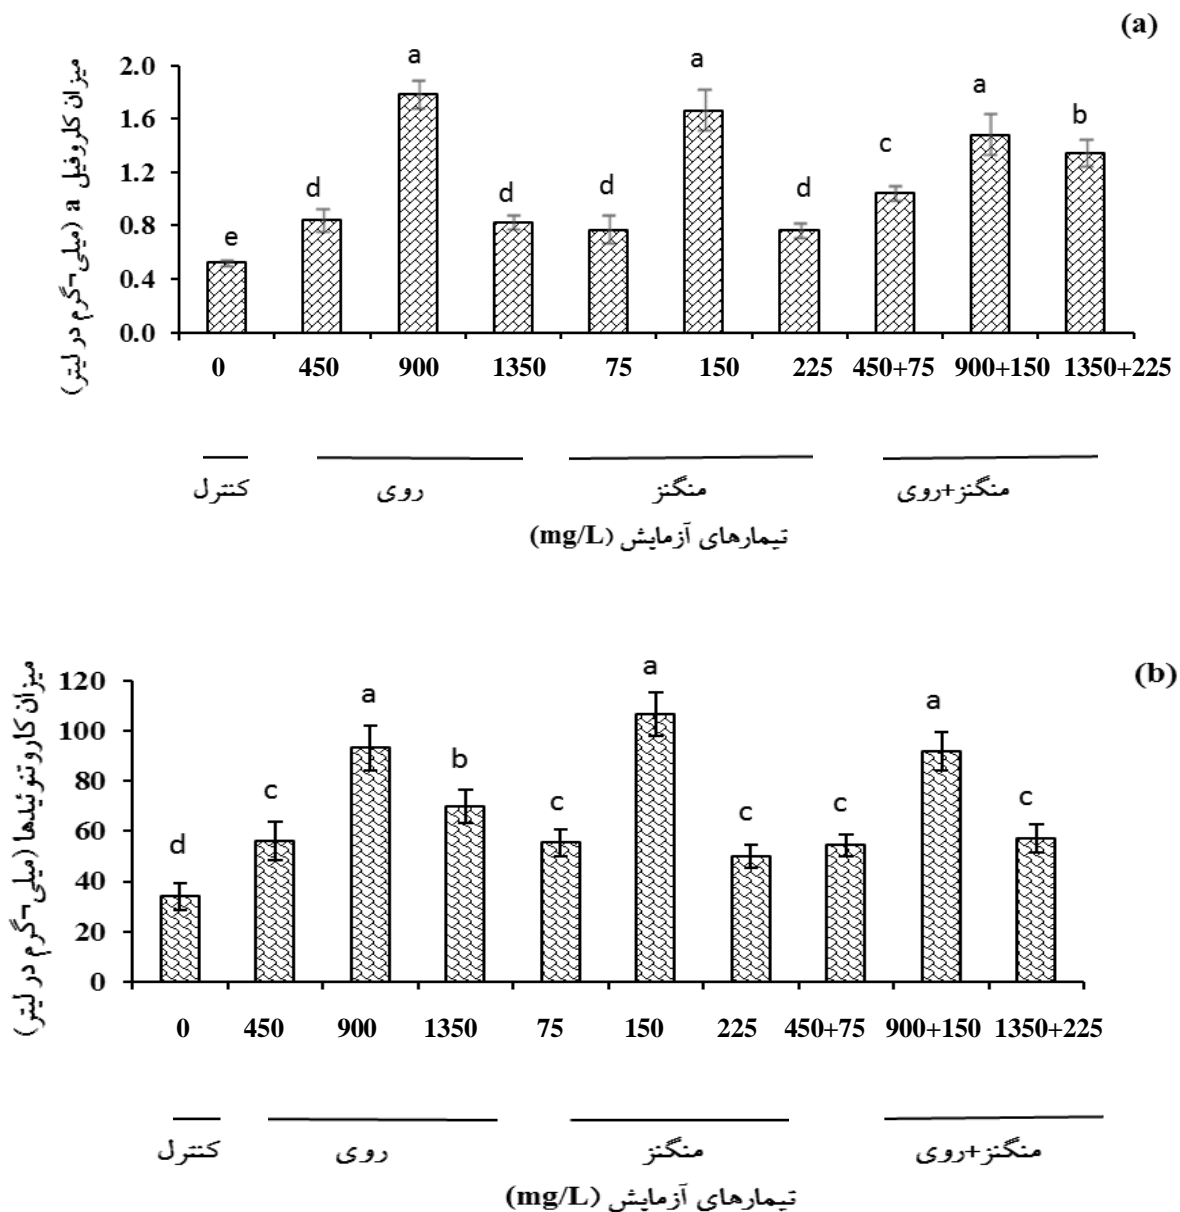 (a)
میزان کلروفیل a (میلی¬گرم در لیتر)
2.0
1.6
1.2
0.8
0.4
0.0
e d a d d a d c a b
0 450 900 1350 75 150 225 450+75 900+150 1350+225
کنترل روی منگنز منگنز+روی
تیمارهای آزمایش (mg/L)
(b)
میزان کاروتنوئیدها (میلی¬گرم در لیتر)
120
100
80
60
40
20
0
d c a b c a c c a c
0 450 900 1350 75 150 225 450+75 900+150 1350+225
کنترل روی منگنز منگنز+روی
تیمارهای آزمایش (mg/L)